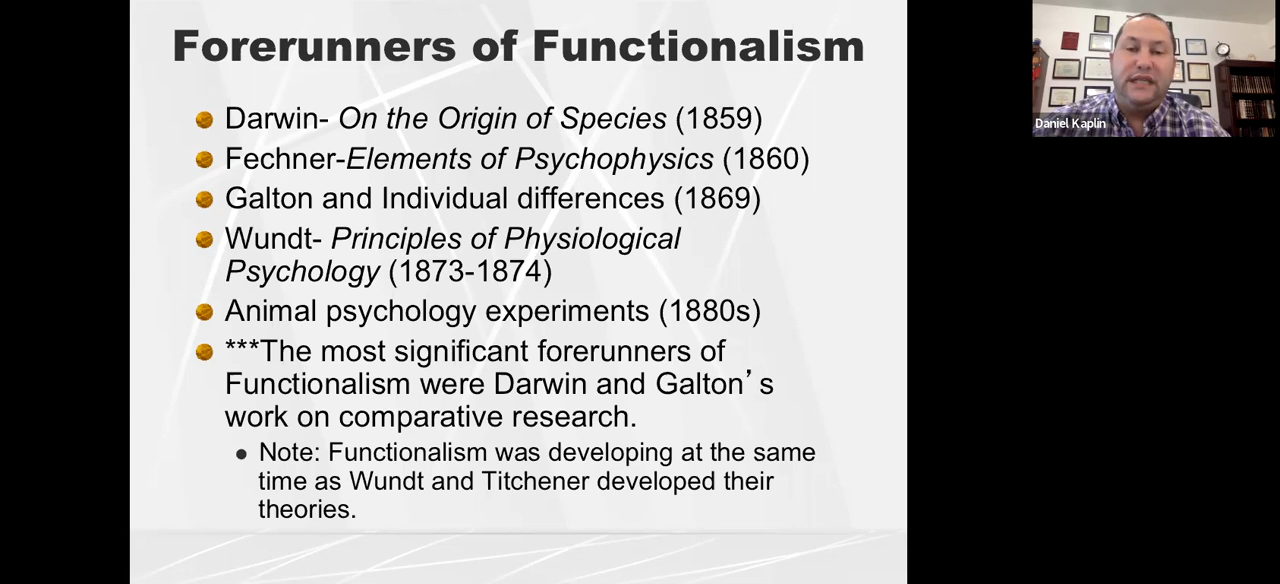 Forerunners of Functionalism
Darwin- On the Origin of Species (1859)
Fechner-Elements of Psychophysics (1860)
Galton and Individual differences (1869)
Wundt- Principles of Physiological
Psychology (1873-1874)
Animal psychology experiments (1880s)
***The most significant forerunners of
Functionalism were Darwin and Galton’s
work on comparative research.
Note: Functionalism was developing at the same
time as Wundt and Titchener developed their
theories.
Daniel Kaplin